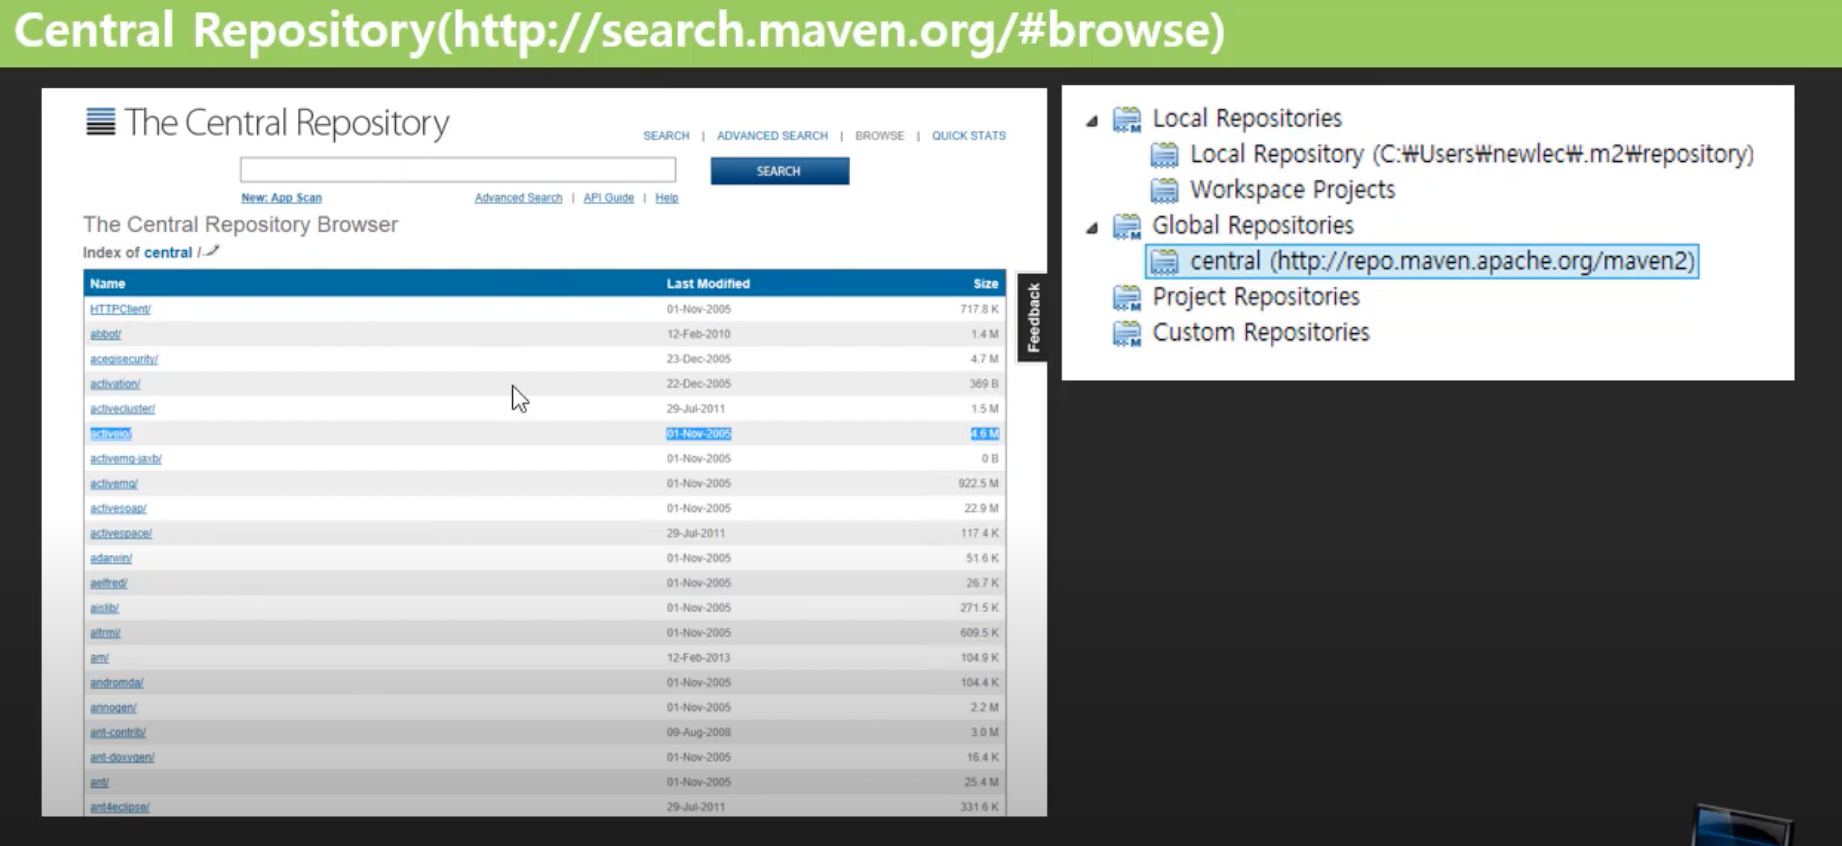 Central Repository(http://search.maven.org/#browse)
The Central Repository
SEARCH | ADVANCED SEARCH | BROWSE | QUICK STATS
SEARCH
New: App Scan
Advanced Search | API Guide | Help
The Central Repository Browser
Index of central /
Name Last Modified Size
HTTPClient/ 01-Nov-2005 717.8 K
abbot/ 12-Feb-2010 1.4 M
acegisecurity/ 23-Dec-2005 4.7 M
activation/ 22-Dec-2005 369 B
activecluster/ 29-Jul-2011 1.5 M
activeio/ 01-Nov-2005 4.6 M
activemq-jaxb/ 01-Nov-2005 0 B
activemq/ 01-Nov-2005 922.5 M
activesoap/ 01-Nov-2005 22.9 M
activespace/ 29-Jul-2011 117.4 K
adarwin/ 01-Nov-2005 51.6 K
aelfred/ 01-Nov-2005 26.7 K
aislib/ 01-Nov-2005 271.5 K
altrmi/ 01-Nov-2005 609.5 K
am/ 12-Feb-2013 104.9 K
andromda/ 01-Nov-2005 104.4 K
annogen/ 01-Nov-2005 2.2 M
ant-contrib/ 09-Aug-2008 3.0 M
ant-doxygen/ 01-Nov-2005 16.4 K
ant/ 01-Nov-2005 25.4 M
ant4eclipse/ 29-Jul-2011 331.6 K
Feedback
Local Repositories
Local Repository (C:₩Users₩newlec₩.m2₩repository)
Workspace Projects
Global Repositories
central (http://repo.maven.apache.org/maven2)
Project Repositories
Custom Repositories